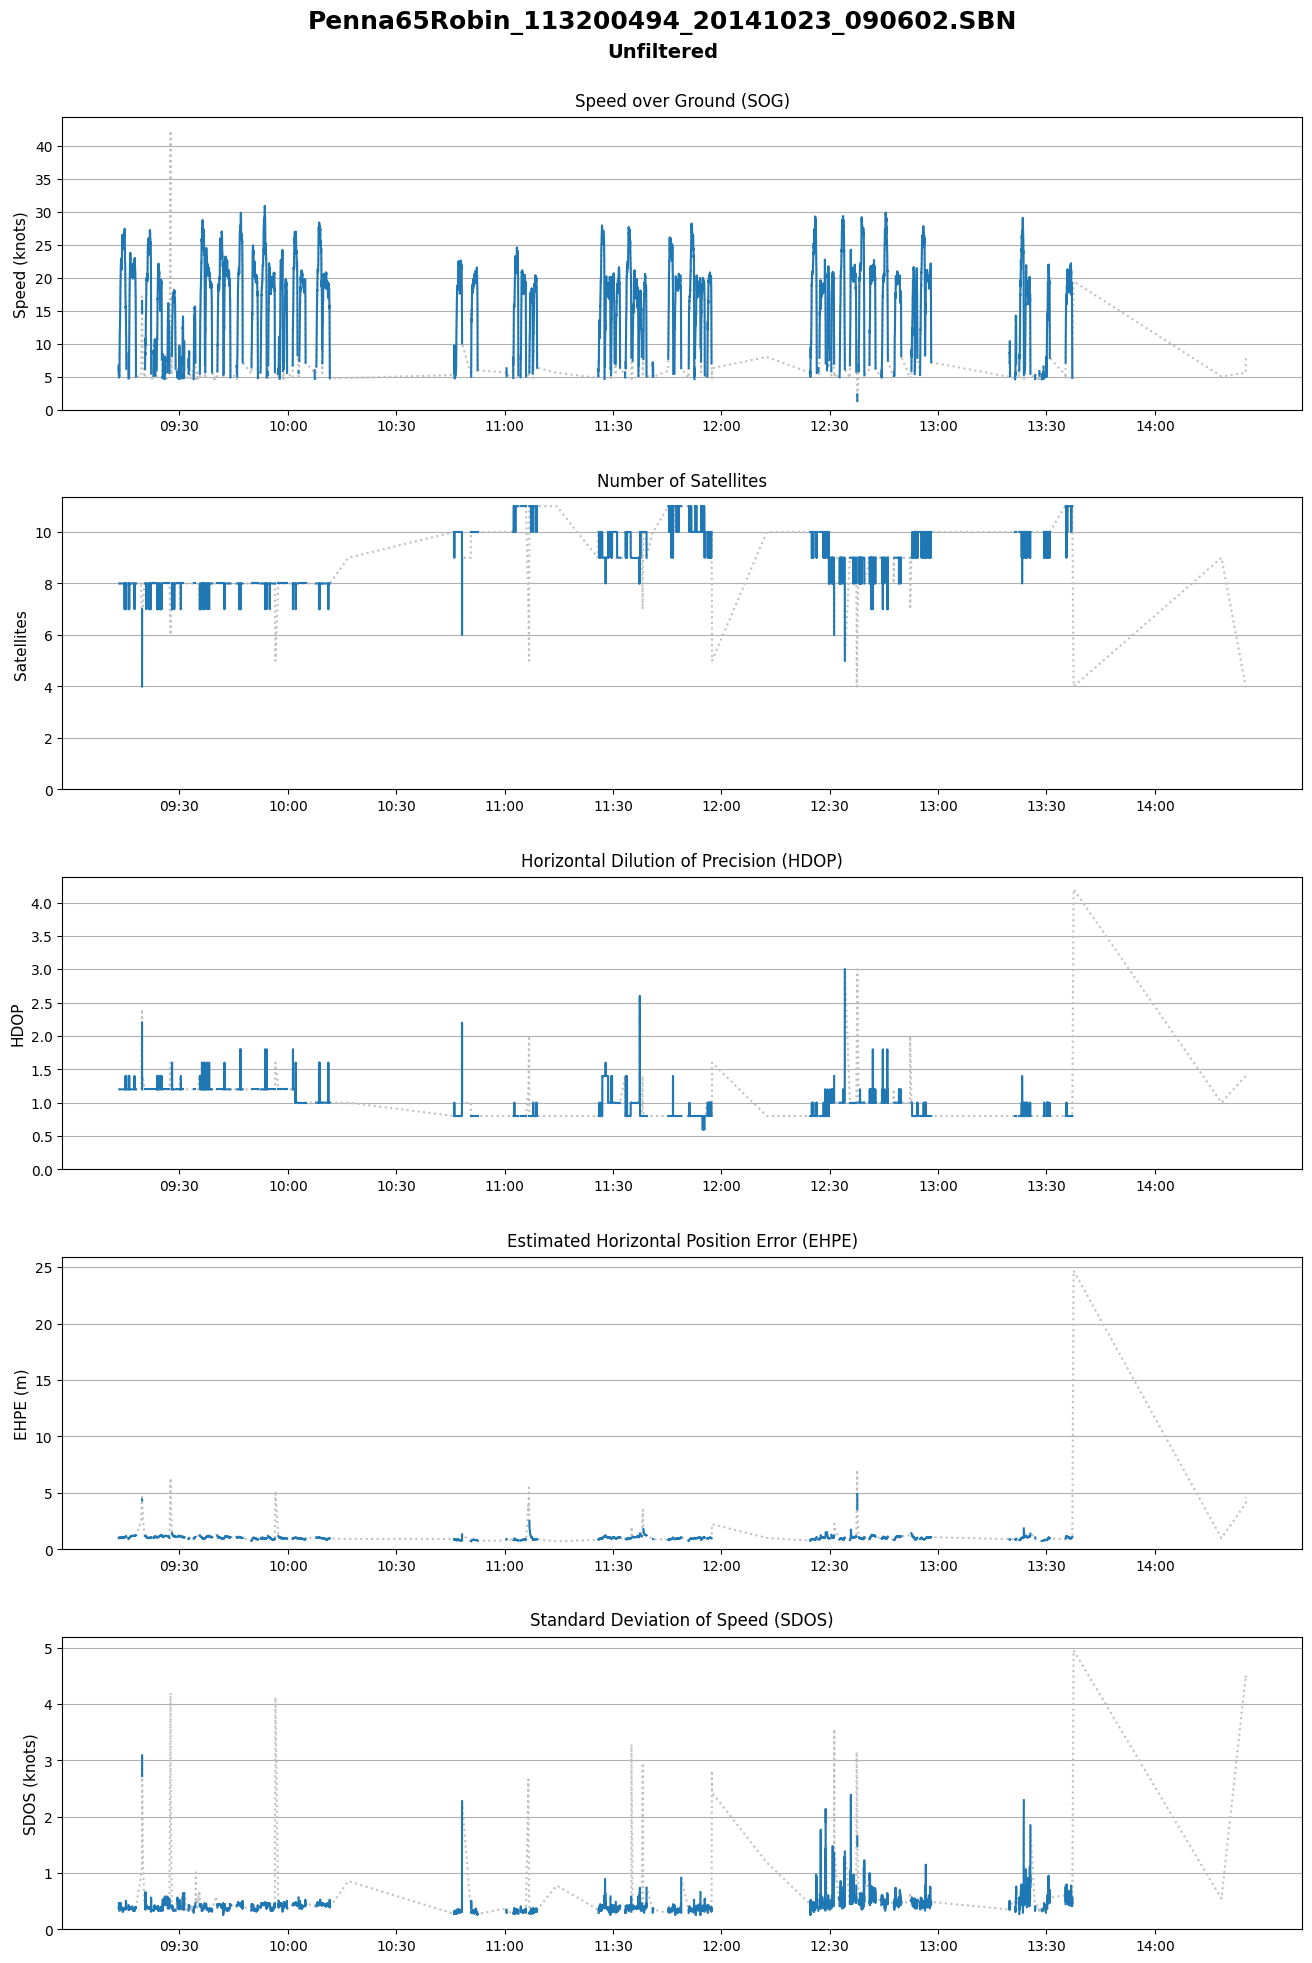 Penna65Robin_113200494_20141023_090602.SBN
Unfiltered
Speed over Ground (SOG)
Speed (knots)
40
35
30
25
20
15
10
5
0
09:30 10:00 10:30 11:00 11:30 12:00 12:30 13:00 13:30 14:00
Number of Satellites
Satellites
10
8
6
4
2
0
09:30 10:00 10:30 11:00 11:30 12:00 12:30 13:00 13:30 14:00
Horizontal Dilution of Precision (HDOP)
HDOP
4.0
3.5
3.0
2.5
2.0
1.5
1.0
0.5
0.0
09:30 10:00 10:30 11:00 11:30 12:00 12:30 13:00 13:30 14:00
Estimated Horizontal Position Error (EHPE)
EHPE (m)
25
20
15
10
5
0
09:30 10:00 10:30 11:00 11:30 12:00 12:30 13:00 13:30 14:00
Standard Deviation of Speed (SDOS)
SDOS (knots)
5
4
3
2
1
0
09:30 10:00 10:30 11:00 11:30 12:00 12:30 13:00 13:30 14:00